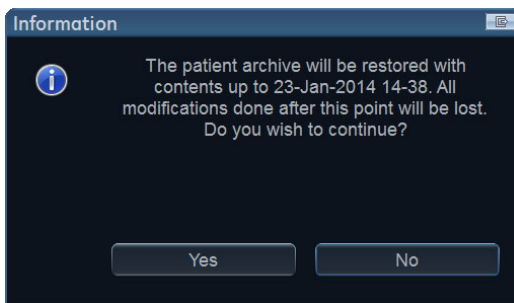 Information
The patient archive will be restored with
contents up to 23-Jan-2014 14-38. All
modifications done after this point will be lost.
Do you wish to continue?
Yes
No